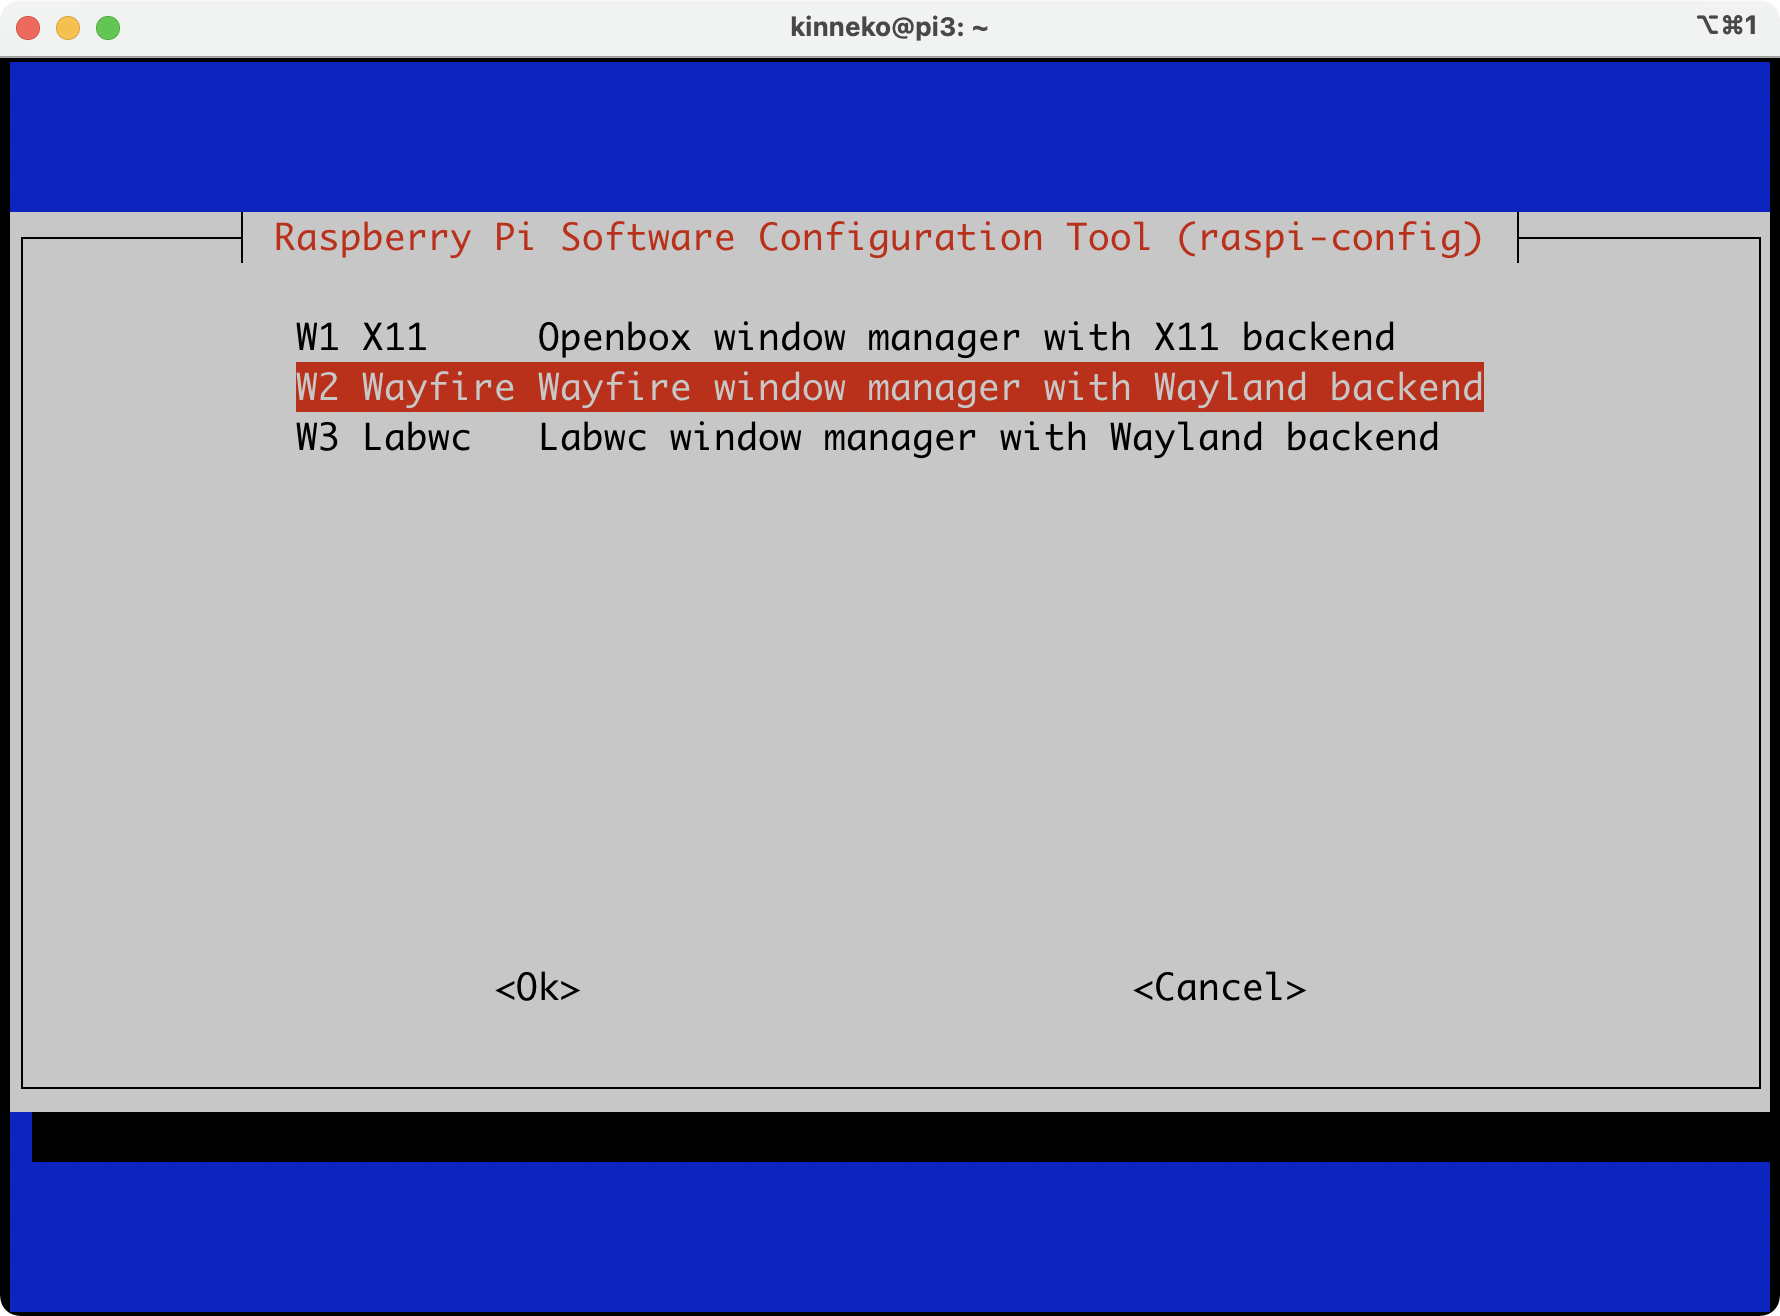 kinneko@pi3: ~
⌥⌘1
Raspberry Pi Software Configuration Tool (raspi-config)
W1 X11     Openbox window manager with X11 backend
W2 Wayfire Wayfire window manager with Wayland backend
W3 Labwc   Labwc window manager with Wayland backend
<Ok>
<Cancel>